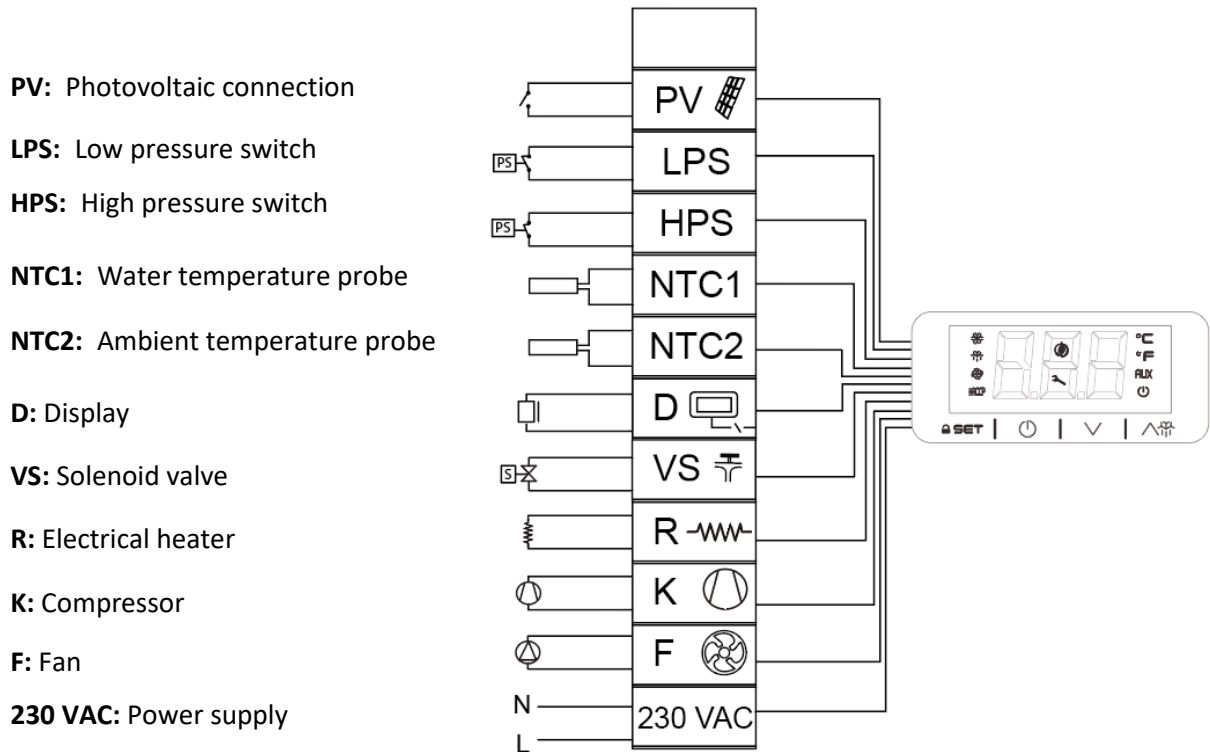 PV: Photovoltaic connection
LPS: Low pressure switch
HPS: High pressure switch
NTC1: Water temperature probe
NTC2: Ambient temperature probe
D: Display
VS: Solenoid valve
R: Electrical heater
K: Compressor
F: Fan
230 VAC: Power supply
PV
PS
LPS
PS
HPS
NTC1
NTC2
D
S
VS
R
K
F
N
L
230 VAC
°C
°F
AUX
HACCP
SET